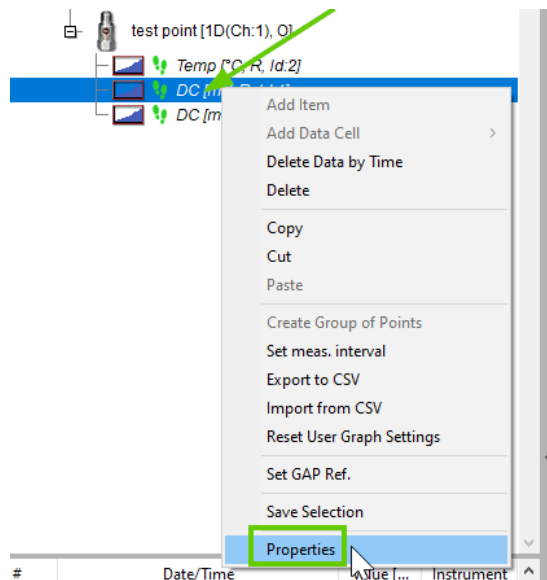 test point [1D(Ch:1), O]
Temp [°C, R, Id:2]
DC [m
DC [m
Add Item
Add Data Cell
Delete Data by Time
Delete
Copy
Cut
Paste
Create Group of Points
Set meas. interval
Export to CSV
Import from CSV
Reset User Graph Settings
Set GAP Ref.
Save Selection
Properties
# Date/Time [... Instrument